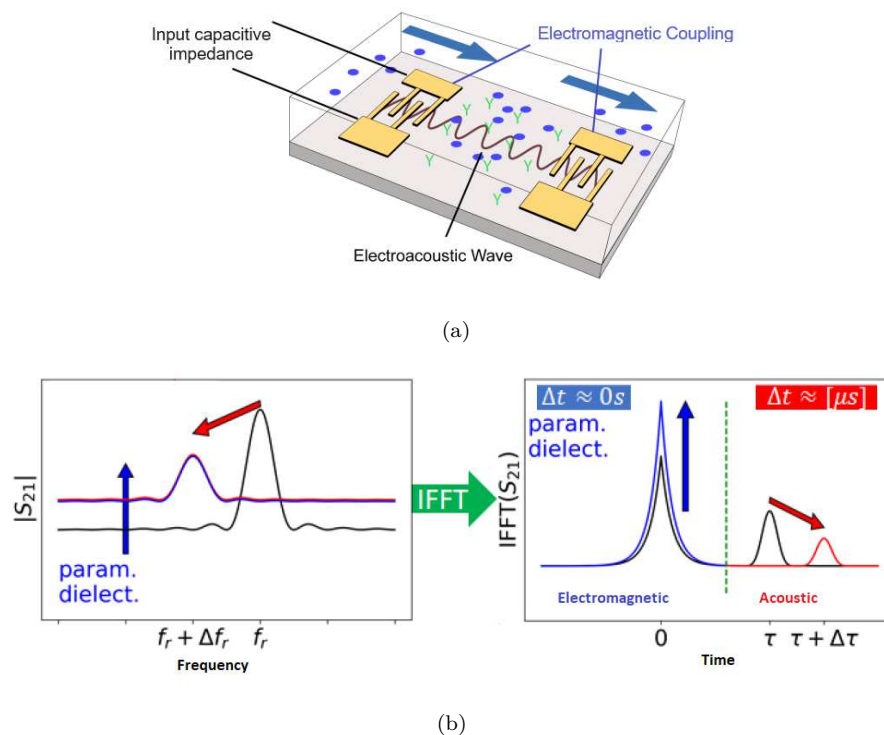 Input capacitive
impedance
Electromagnetic Coupling
Y Y Y Y Y Y Y Y Y Y
Electroacoustic Wave
(a)
|S₂₁|
param.
dielect.
fᵣ + Δfᵣ fᵣ
Frequency
IFFT
IFFT(S₂₁)
Δt ≈ 0s
Δt ≈ [μs]
param.
dielect.
Electromagnetic
Acoustic
0 τ τ + Δτ
Time
(b)